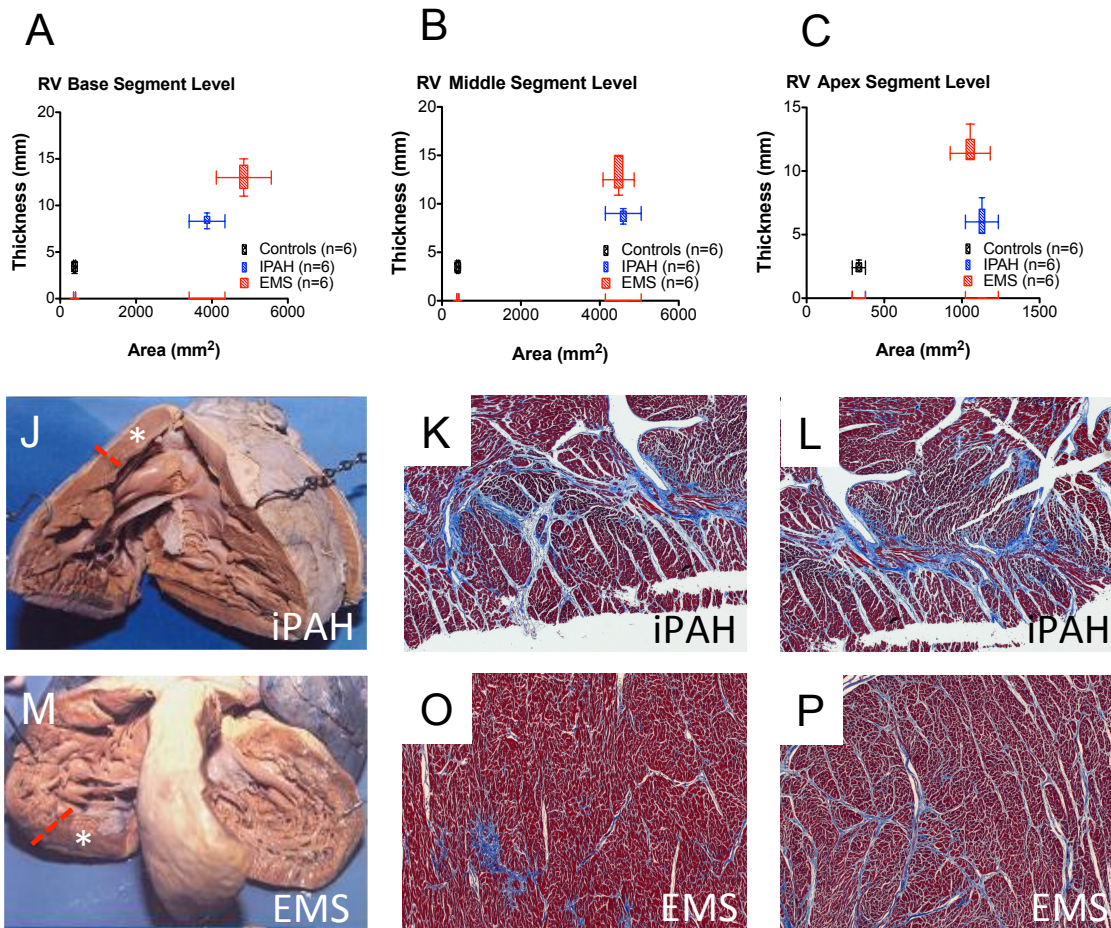 A
B
C
RV Base Segment Level
RV Middle Segment Level
RV Apex Segment Level
Thickness (mm)
20
15
10
5
0
Controls (n=6)
IPAH (n=6)
EMS (n=6)
0 2000 4000 6000
Area (mm²)
Thickness (mm)
20
15
10
5
0
Controls (n=6)
IPAH (n=6)
EMS (n=6)
0 2000 4000 6000
Area (mm²)
Thickness (mm)
15
10
5
0
Controls (n=6)
IPAH (n=6)
EMS (n=6)
0 500 1000 1500
Area (mm²)
J
*
iPAH
K
iPAH
L
iPAH
M
*
EMS
O
EMS
P
EMS